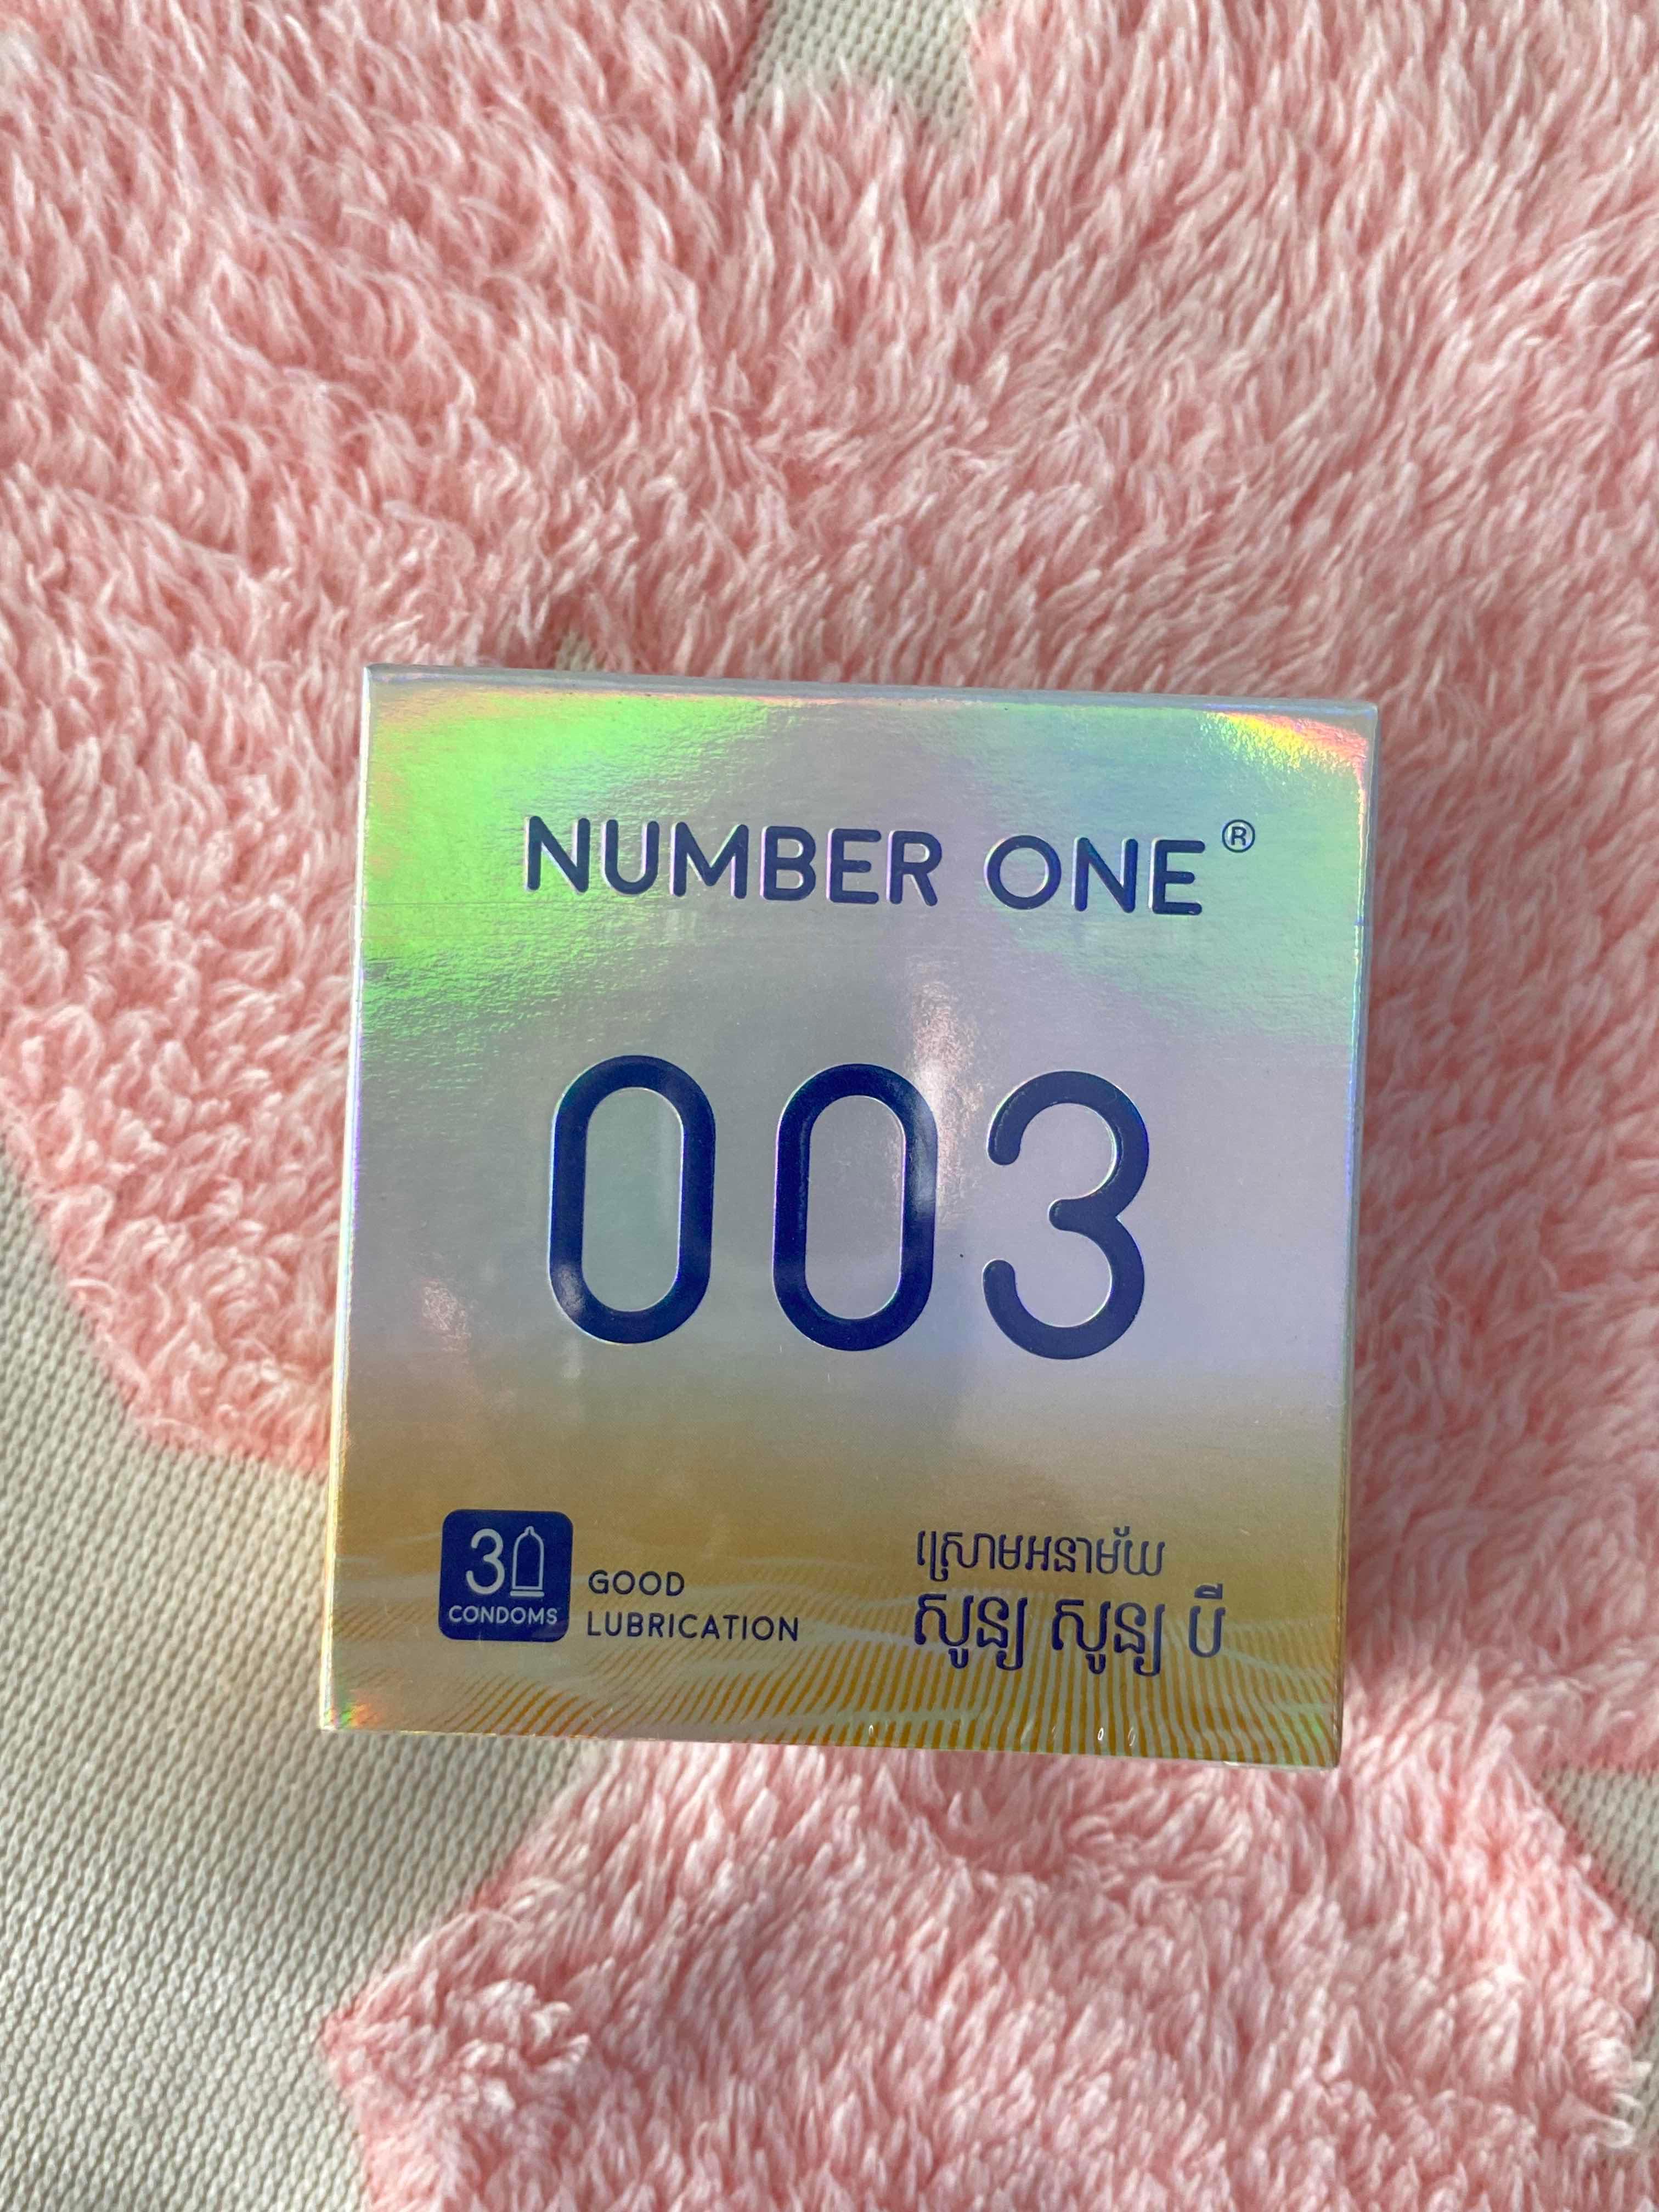 NUMBER ONE®
003
3
CONDOMS
GOOD
LUBRICATION
ស្រោមអនាម័យ
សូន្យ សូន្យ បី